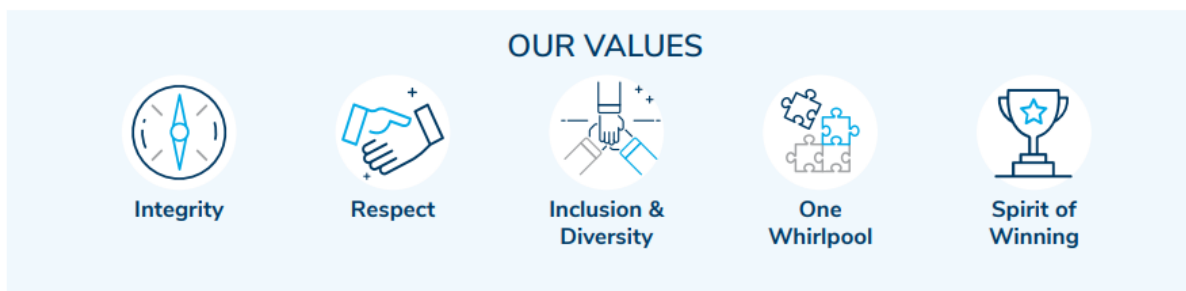 OUR VALUES
Integrity
Respect
Inclusion &
Diversity
One
Whirlpool
Spirit of
Winning